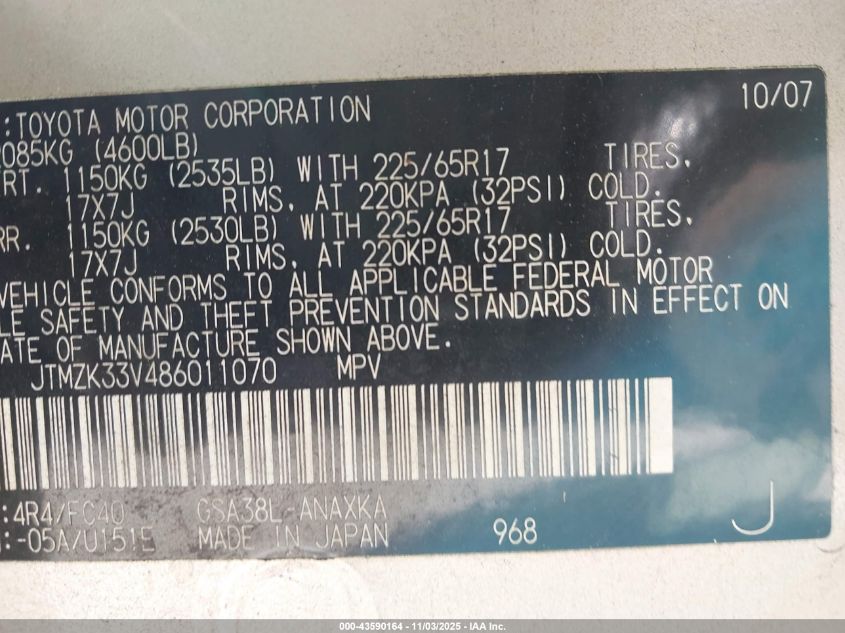 :TOYOTA MOTOR CORPORATION 10/07
2085KG (4600LB)
RT. 1150KG (2535LB) WITH 225/65R17 TIRES,
17X7J RIMS, AT 220KPA (32PSI) COLD.
RR. 1150KG (2530LB) WITH 225/65R17 TIRES,
17X7J RIMS, AT 220KPA (32PSI) COLD.
VEHICLE CONFORMS TO ALL APPLICABLE FEDERAL MOTOR
LE SAFETY AND THEFT PREVENTION STANDARDS IN EFFECT ON
ATE OF MANUFACTURE SHOWN ABOVE.
JTMZK33V486011070 MPV
:4R4/FC40 GSA38L-ANAXKA
:-05A/U151E MADE IN JAPAN 968 J
000-43590164 - 11/03/2025 - IAA Inc.